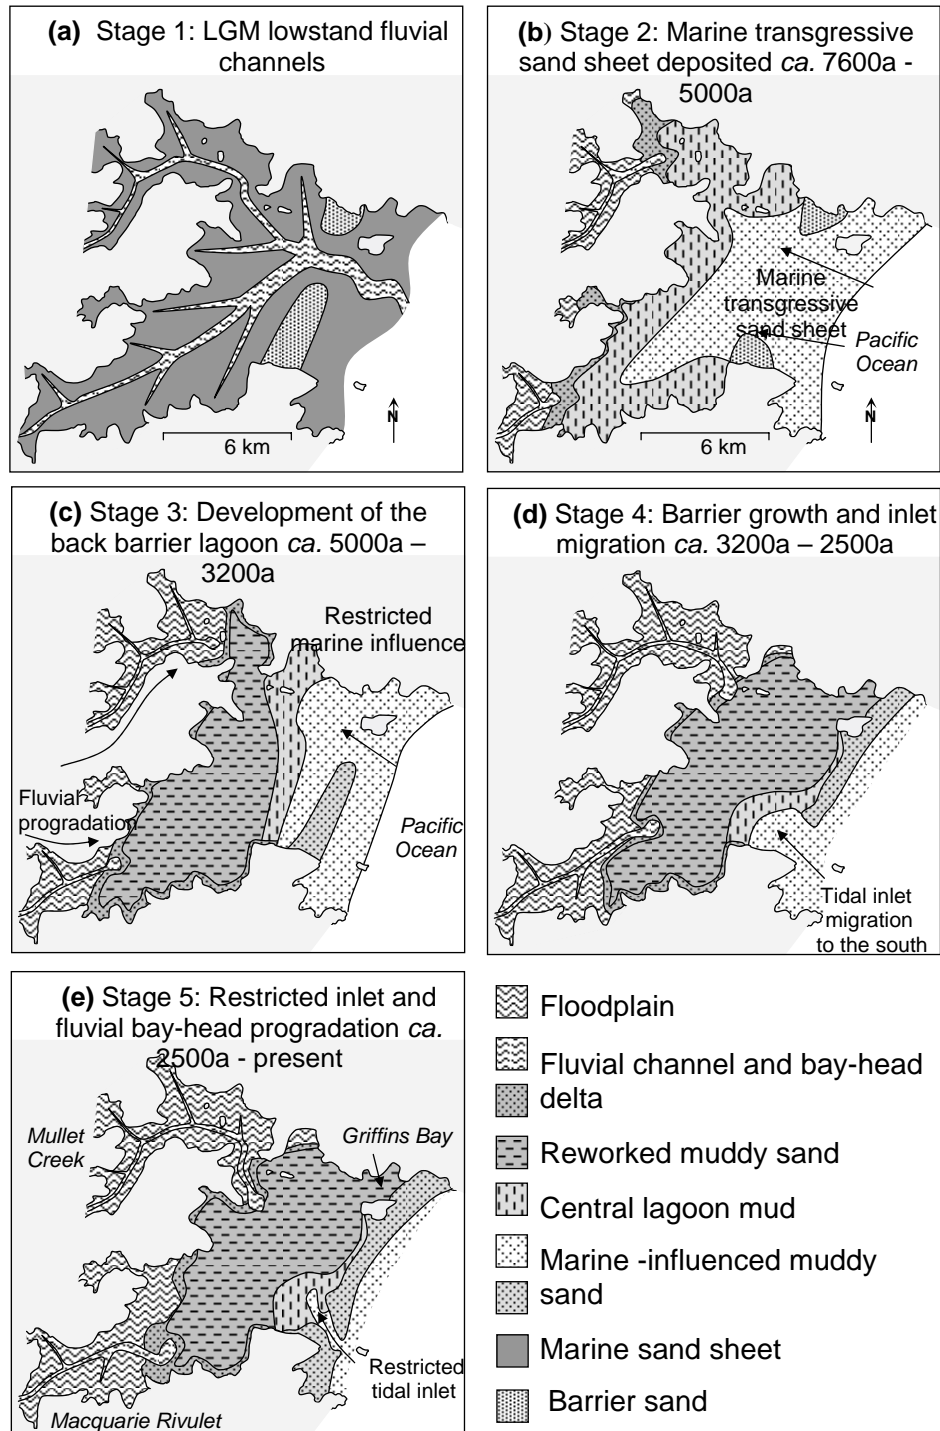 (a) Stage 1: LGM lowstand fluvial
channels
N
6 km
(b) Stage 2: Marine transgressive
sand sheet deposited ca. 7600a -
5000a
Marine
transgressive
sand sheet
Pacific
Ocean
N
6 km
(c) Stage 3: Development of the
back barrier lagoon ca. 5000a –
3200a
Restricted
marine influence
Fluvial
progradation
Pacific
Ocean
(d) Stage 4: Barrier growth and inlet
migration ca. 3200a – 2500a
Tidal inlet
migration
to the south
(e) Stage 5: Restricted inlet and
fluvial bay-head progradation ca.
2500a - present
Mullet
Creek
Griffins Bay
Restricted
tidal inlet
Macquarie Rivulet
Floodplain
Fluvial channel and bay-head
delta
Reworked muddy sand
Central lagoon mud
Marine -influenced muddy
sand
Marine sand sheet
Barrier sand